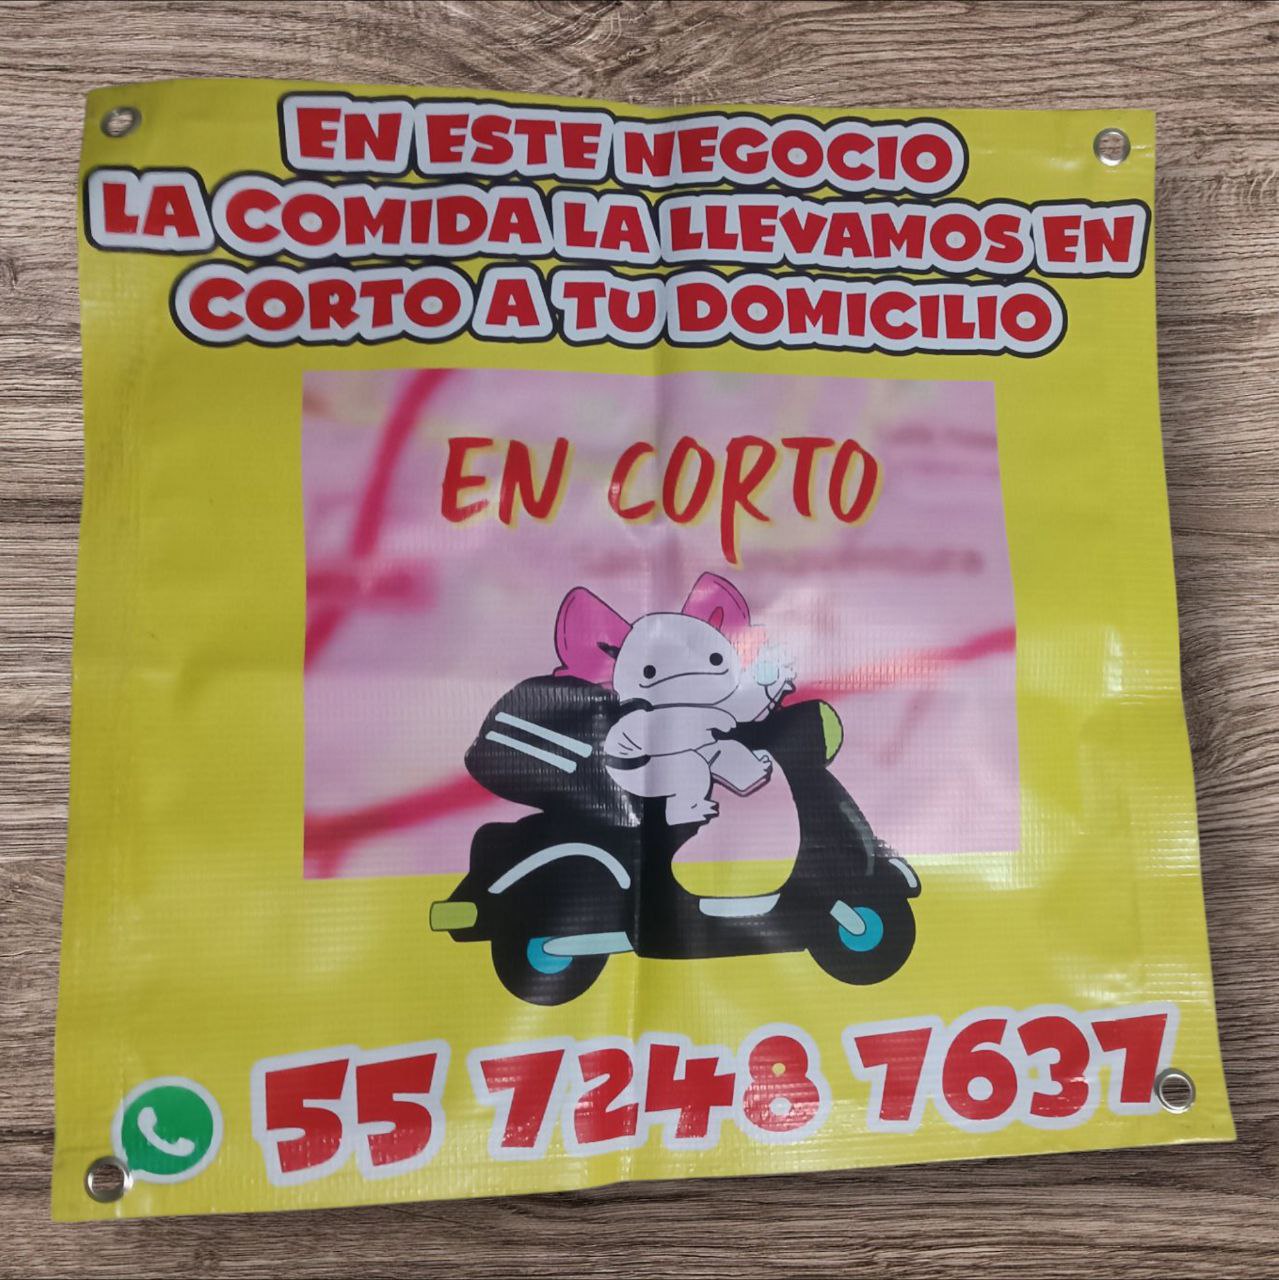 EN ESTE NEGOCIO
LA COMIDA LA LLEVAMOS EN
CORTO A TU DOMICILIO
EN CORTO
55 7248 7637